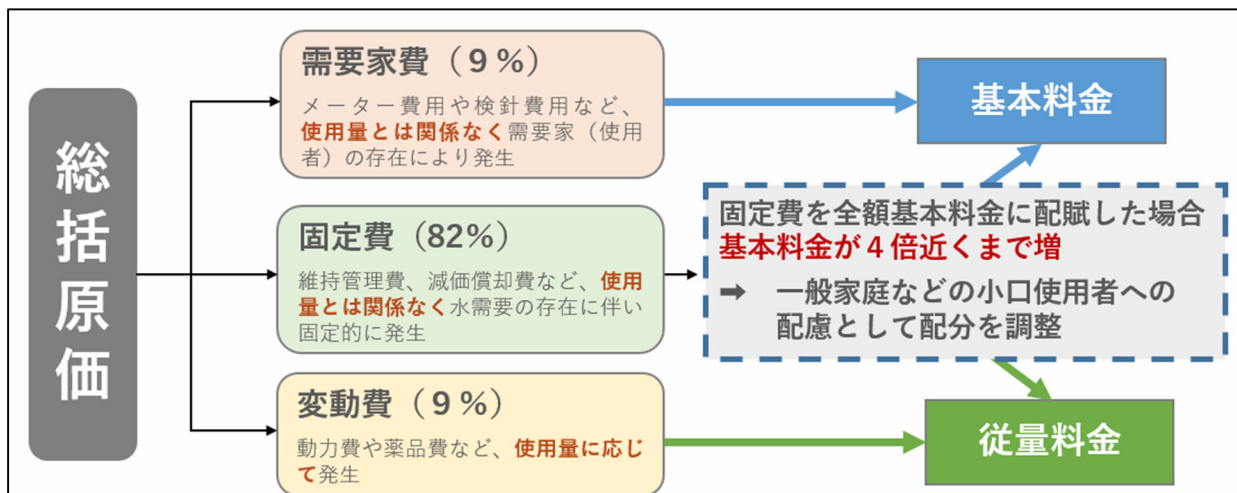 総括原価
需要家費（９%）
メーター費用や検針費用など、
使用量とは関係なく需要家（使用
者）の存在により発生
固定費（82%）
維持管理費、減価償却費など、使用
量とは関係なく水需要の存在に伴い
固定的に発生
変動費（９%）
動力費や薬品費など、使用量に応じ
て発生
基本料金
固定費を全額基本料金に配賦した場合
基本料金が４倍近くまで増
➡ 一般家庭などの小口使用者への
配慮として配分を調整
従量料金